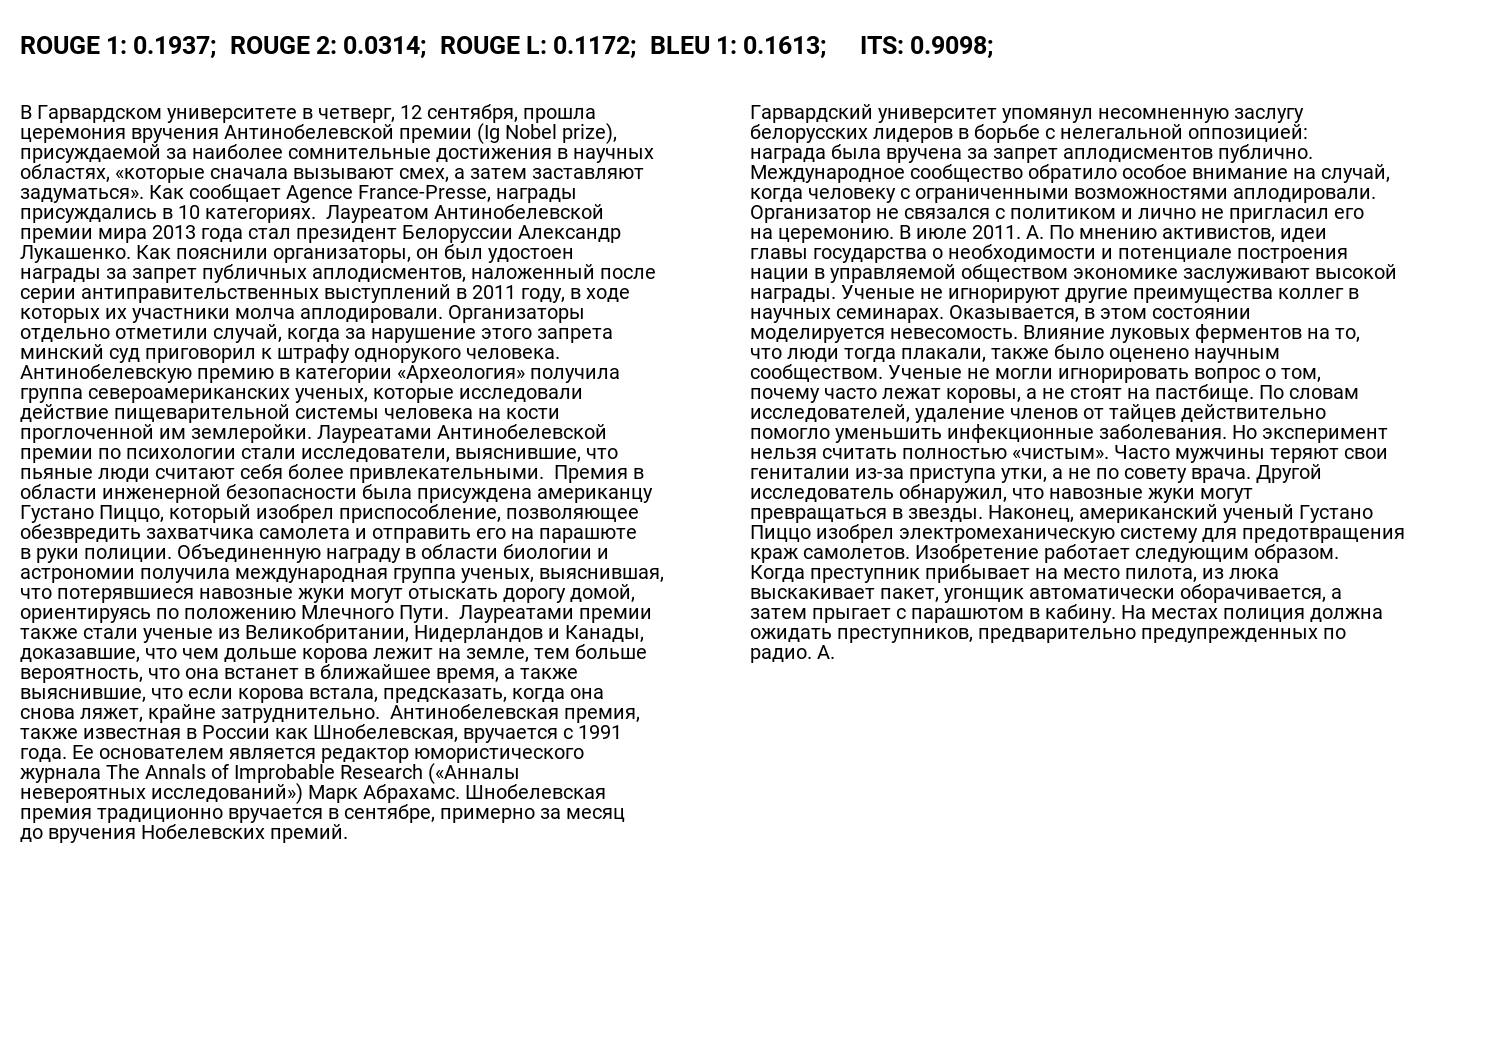 ROUGE 1: 0.1937;  ROUGE 2: 0.0314;  ROUGE L: 0.1172;  BLEU 1: 0.1613;     ITS: 0.9098;
В Гарвардском университете в четверг, 12 сентября, прошла
церемония вручения Антинобелевской премии (Ig Nobel prize),
присуждаемой за наиболее сомнительные достижения в научных
областях, «которые сначала вызывают смех, а затем заставляют
задуматься». Как сообщает Agence France-Presse, награды
присуждались в 10 категориях.  Лауреатом Антинобелевской
премии мира 2013 года стал президент Белоруссии Александр
Лукашенко. Как пояснили организаторы, он был удостоен
награды за запрет публичных аплодисментов, наложенный после
серии антиправительственных выступлений в 2011 году, в ходе
которых их участники молча аплодировали. Организаторы
отдельно отметили случай, когда за нарушение этого запрета
минский суд приговорил к штрафу однорукого человека.
Антинобелевскую премию в категории «Археология» получила
группа североамериканских ученых, которые исследовали
действие пищеварительной системы человека на кости
проглоченной им землеройки. Лауреатами Антинобелевской
премии по психологии стали исследователи, выяснившие, что
пьяные люди считают себя более привлекательными.  Премия в
области инженерной безопасности была присуждена американцу
Густано Пиццо, который изобрел приспособление, позволяющее
обезвредить захватчика самолета и отправить его на парашюте
в руки полиции. Объединенную награду в области биологии и
астрономии получила международная группа ученых, выяснившая,
что потерявшиеся навозные жуки могут отыскать дорогу домой,
ориентируясь по положению Млечного Пути.  Лауреатами премии
также стали ученые из Великобритании, Нидерландов и Канады,
доказавшие, что чем дольше корова лежит на земле, тем больше
вероятность, что она встанет в ближайшее время, а также
выяснившие, что если корова встала, предсказать, когда она
снова ляжет, крайне затруднительно.  Антинобелевская премия,
также известная в России как Шнобелевская, вручается с 1991
года. Ее основателем является редактор юмористического
журнала The Annals of Improbable Research («Анналы
невероятных исследований») Марк Абрахамс. Шнобелевская
премия традиционно вручается в сентябре, примерно за месяц
до вручения Нобелевских премий.
Гарвардский университет упомянул несомненную заслугу
белорусских лидеров в борьбе с нелегальной оппозицией:
награда была вручена за запрет аплодисментов публично.
Международное сообщество обратило особое внимание на случай,
когда человеку с ограниченными возможностями аплодировали.
Организатор не связался с политиком и лично не пригласил его
на церемонию. В июле 2011. А. По мнению активистов, идеи
главы государства о необходимости и потенциале построения
нации в управляемой обществом экономике заслуживают высокой
награды. Ученые не игнорируют другие преимущества коллег в
научных семинарах. Оказывается, в этом состоянии
моделируется невесомость. Влияние луковых ферментов на то,
что люди тогда плакали, также было оценено научным
сообществом. Ученые не могли игнорировать вопрос о том,
почему часто лежат коровы, а не стоят на пастбище. По словам
исследователей, удаление членов от тайцев действительно
помогло уменьшить инфекционные заболевания. Но эксперимент
нельзя считать полностью «чистым». Часто мужчины теряют свои
гениталии из-за приступа утки, а не по совету врача. Другой
исследователь обнаружил, что навозные жуки могут
превращаться в звезды. Наконец, американский ученый Густано
Пиццо изобрел электромеханическую систему для предотвращения
краж самолетов. Изобретение работает следующим образом.
Когда преступник прибывает на место пилота, из люка
выскакивает пакет, угонщик автоматически оборачивается, а
затем прыгает с парашютом в кабину. На местах полиция должна
ожидать преступников, предварительно предупрежденных по
радио. А.